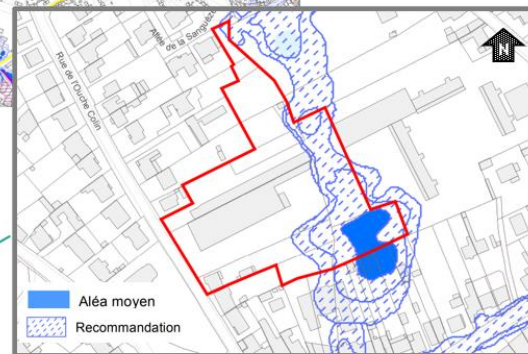 Allée de la Sanguèze
Rue de l'Ouche Colin
N
Aléa moyen
Recommandation